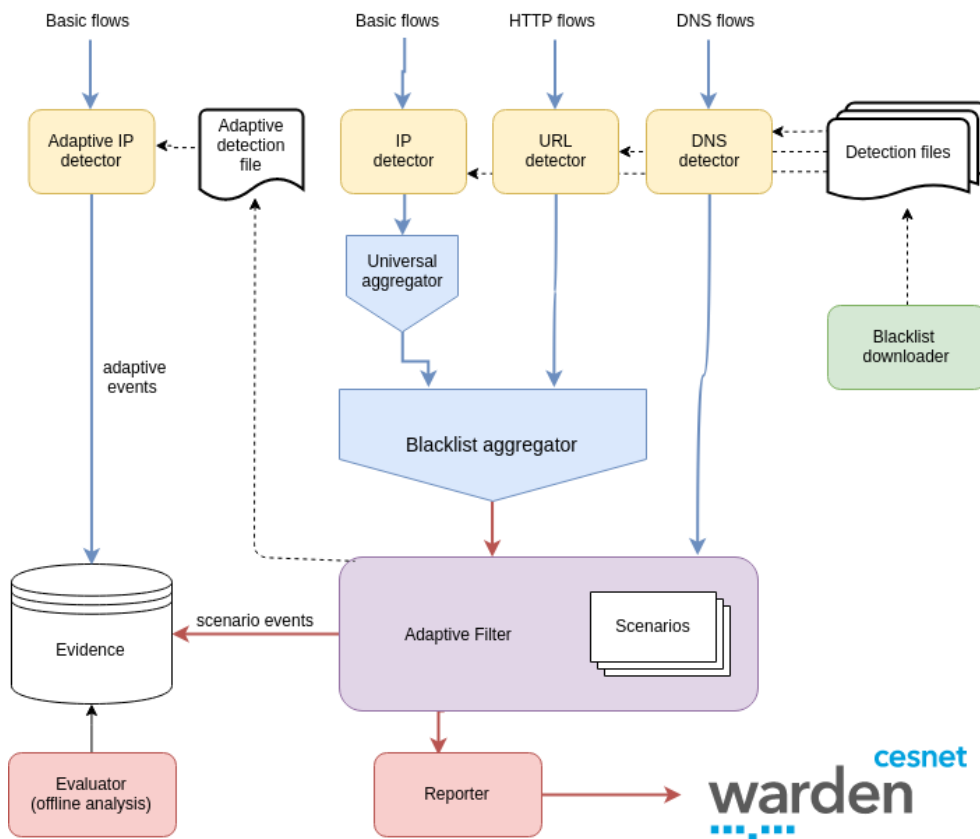 Basic flows
Basic flows
HTTP flows
DNS flows
Adaptive IP
detector
Adaptive
detection
file
IP
detector
URL
detector
DNS
detector
Detection files
Universal
aggregator
Blacklist
downloader
adaptive
events
Blacklist aggregator
scenario events
Adaptive Filter
Scenarios
Evidence
Evaluator
(offline analysis)
Reporter
cesnet
warden